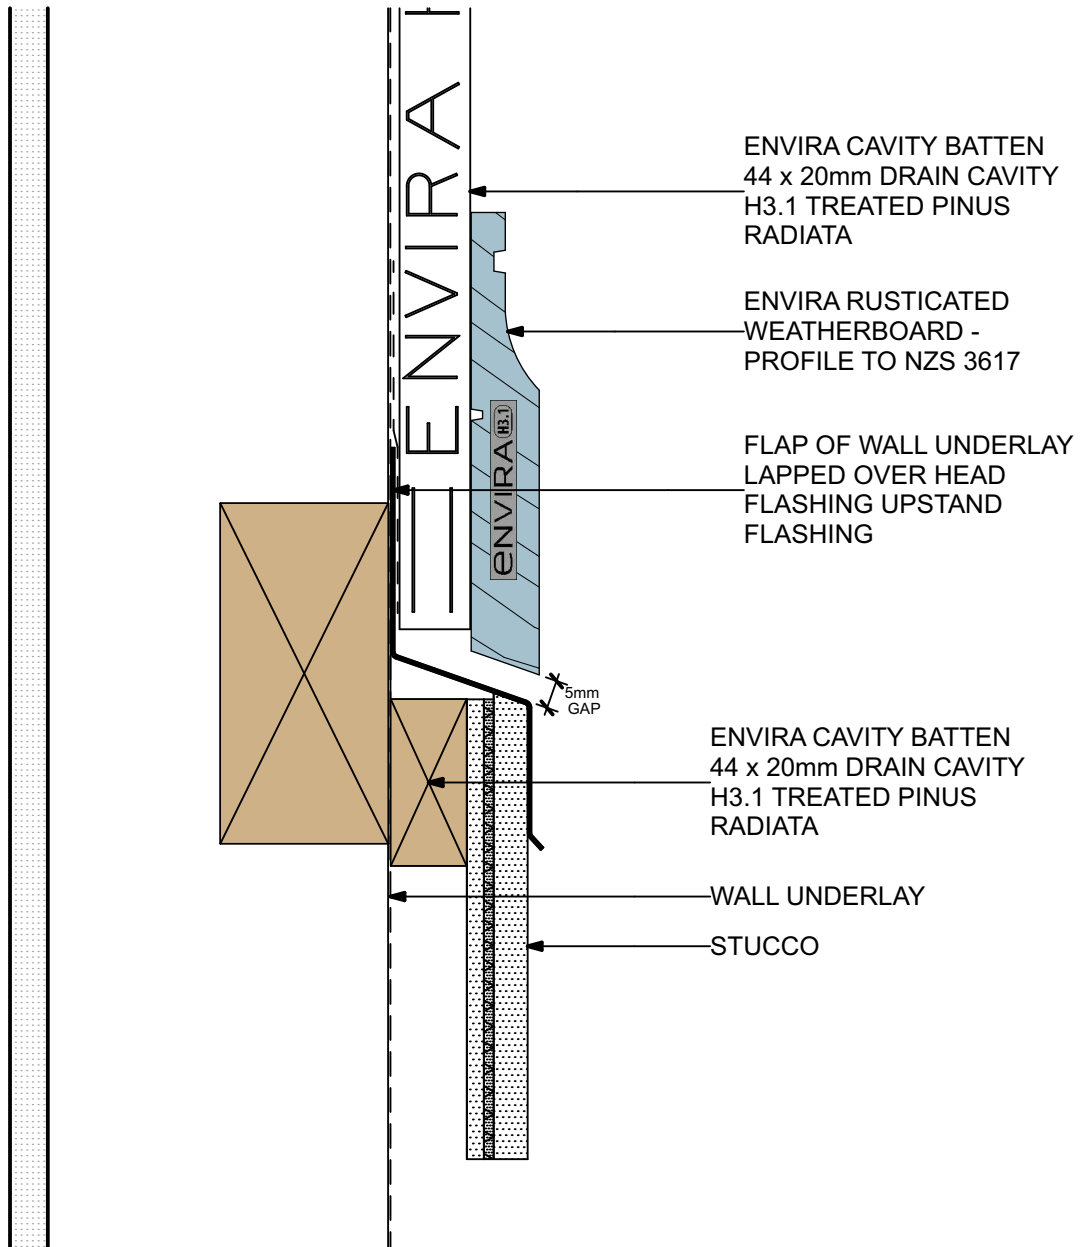 ENVIRA CAVITY BATTEN
44 x 20mm DRAIN CAVITY
H3.1 TREATED PINUS
RADIATA
ENVIRA RUSTICATED
WEATHERBOARD -
PROFILE TO NZS 3617
FLAP OF WALL UNDERLAY
LAPPED OVER HEAD
FLASHING UPSTAND
FLASHING
5mm
GAP
ENVIRA CAVITY BATTEN
44 x 20mm DRAIN CAVITY
H3.1 TREATED PINUS
RADIATA
WALL UNDERLAY
STUCCO
ENVIRA
eNVIRA H3.1